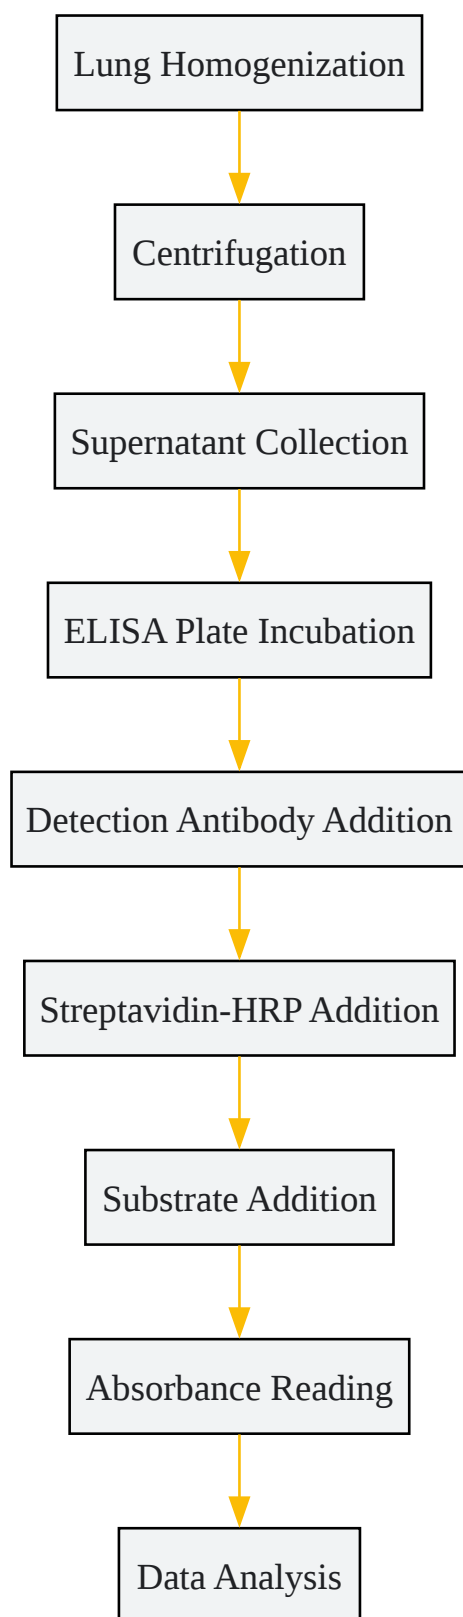 Lung Homogenization
Centrifugation
Supernatant Collection
ELISA Plate Incubation
Detection Antibody Addition
Streptavidin-HRP Addition
Substrate Addition
Absorbance Reading
Data Analysis